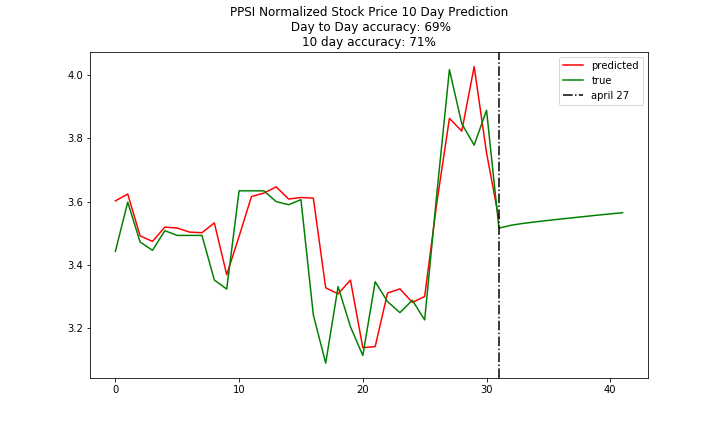 PPSI Normalized Stock Price 10 Day Prediction
Day to Day accuracy: 69%
10 day accuracy: 71%
predicted
true
april 27
4.0
3.8
3.6
3.4
3.2
0 10 20 30 40